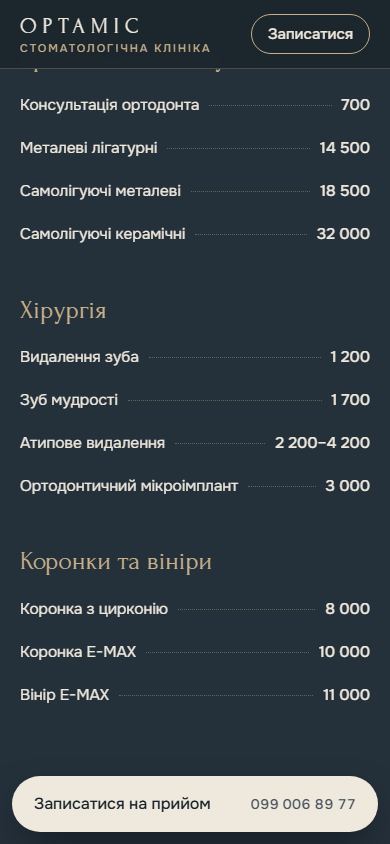 ОРТАМІС
СТОМАТОЛОГІЧНА КЛІНІКА
Записатися
Консультація ортодонта 700
Металеві лігатурні 14 500
Самолігуючі металеві 18 500
Самолігуючі керамічні 32 000
Хірургія
Видалення зуба 1 200
Зуб мудрості 1 700
Атипове видалення 2 200–4 200
Ортодонтичний мікроімплант 3 000
Коронки та вініри
Коронка з цирконію 8 000
Коронка E-MAX 10 000
Вінір E-MAX 11 000
Записатися на прийом 099 006 89 77